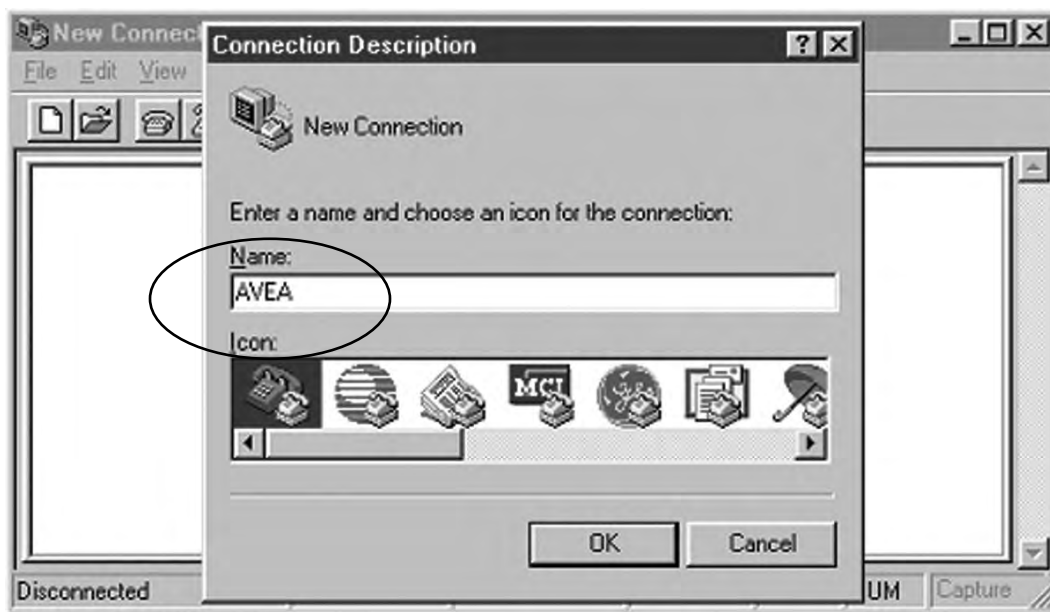 New Connec
Connection Description
File Edit View
New Connection
Enter a name and choose an icon for the connection:
Name:
AVEA
Icon:
MCI
OK Cancel
Disconnected UM Capture